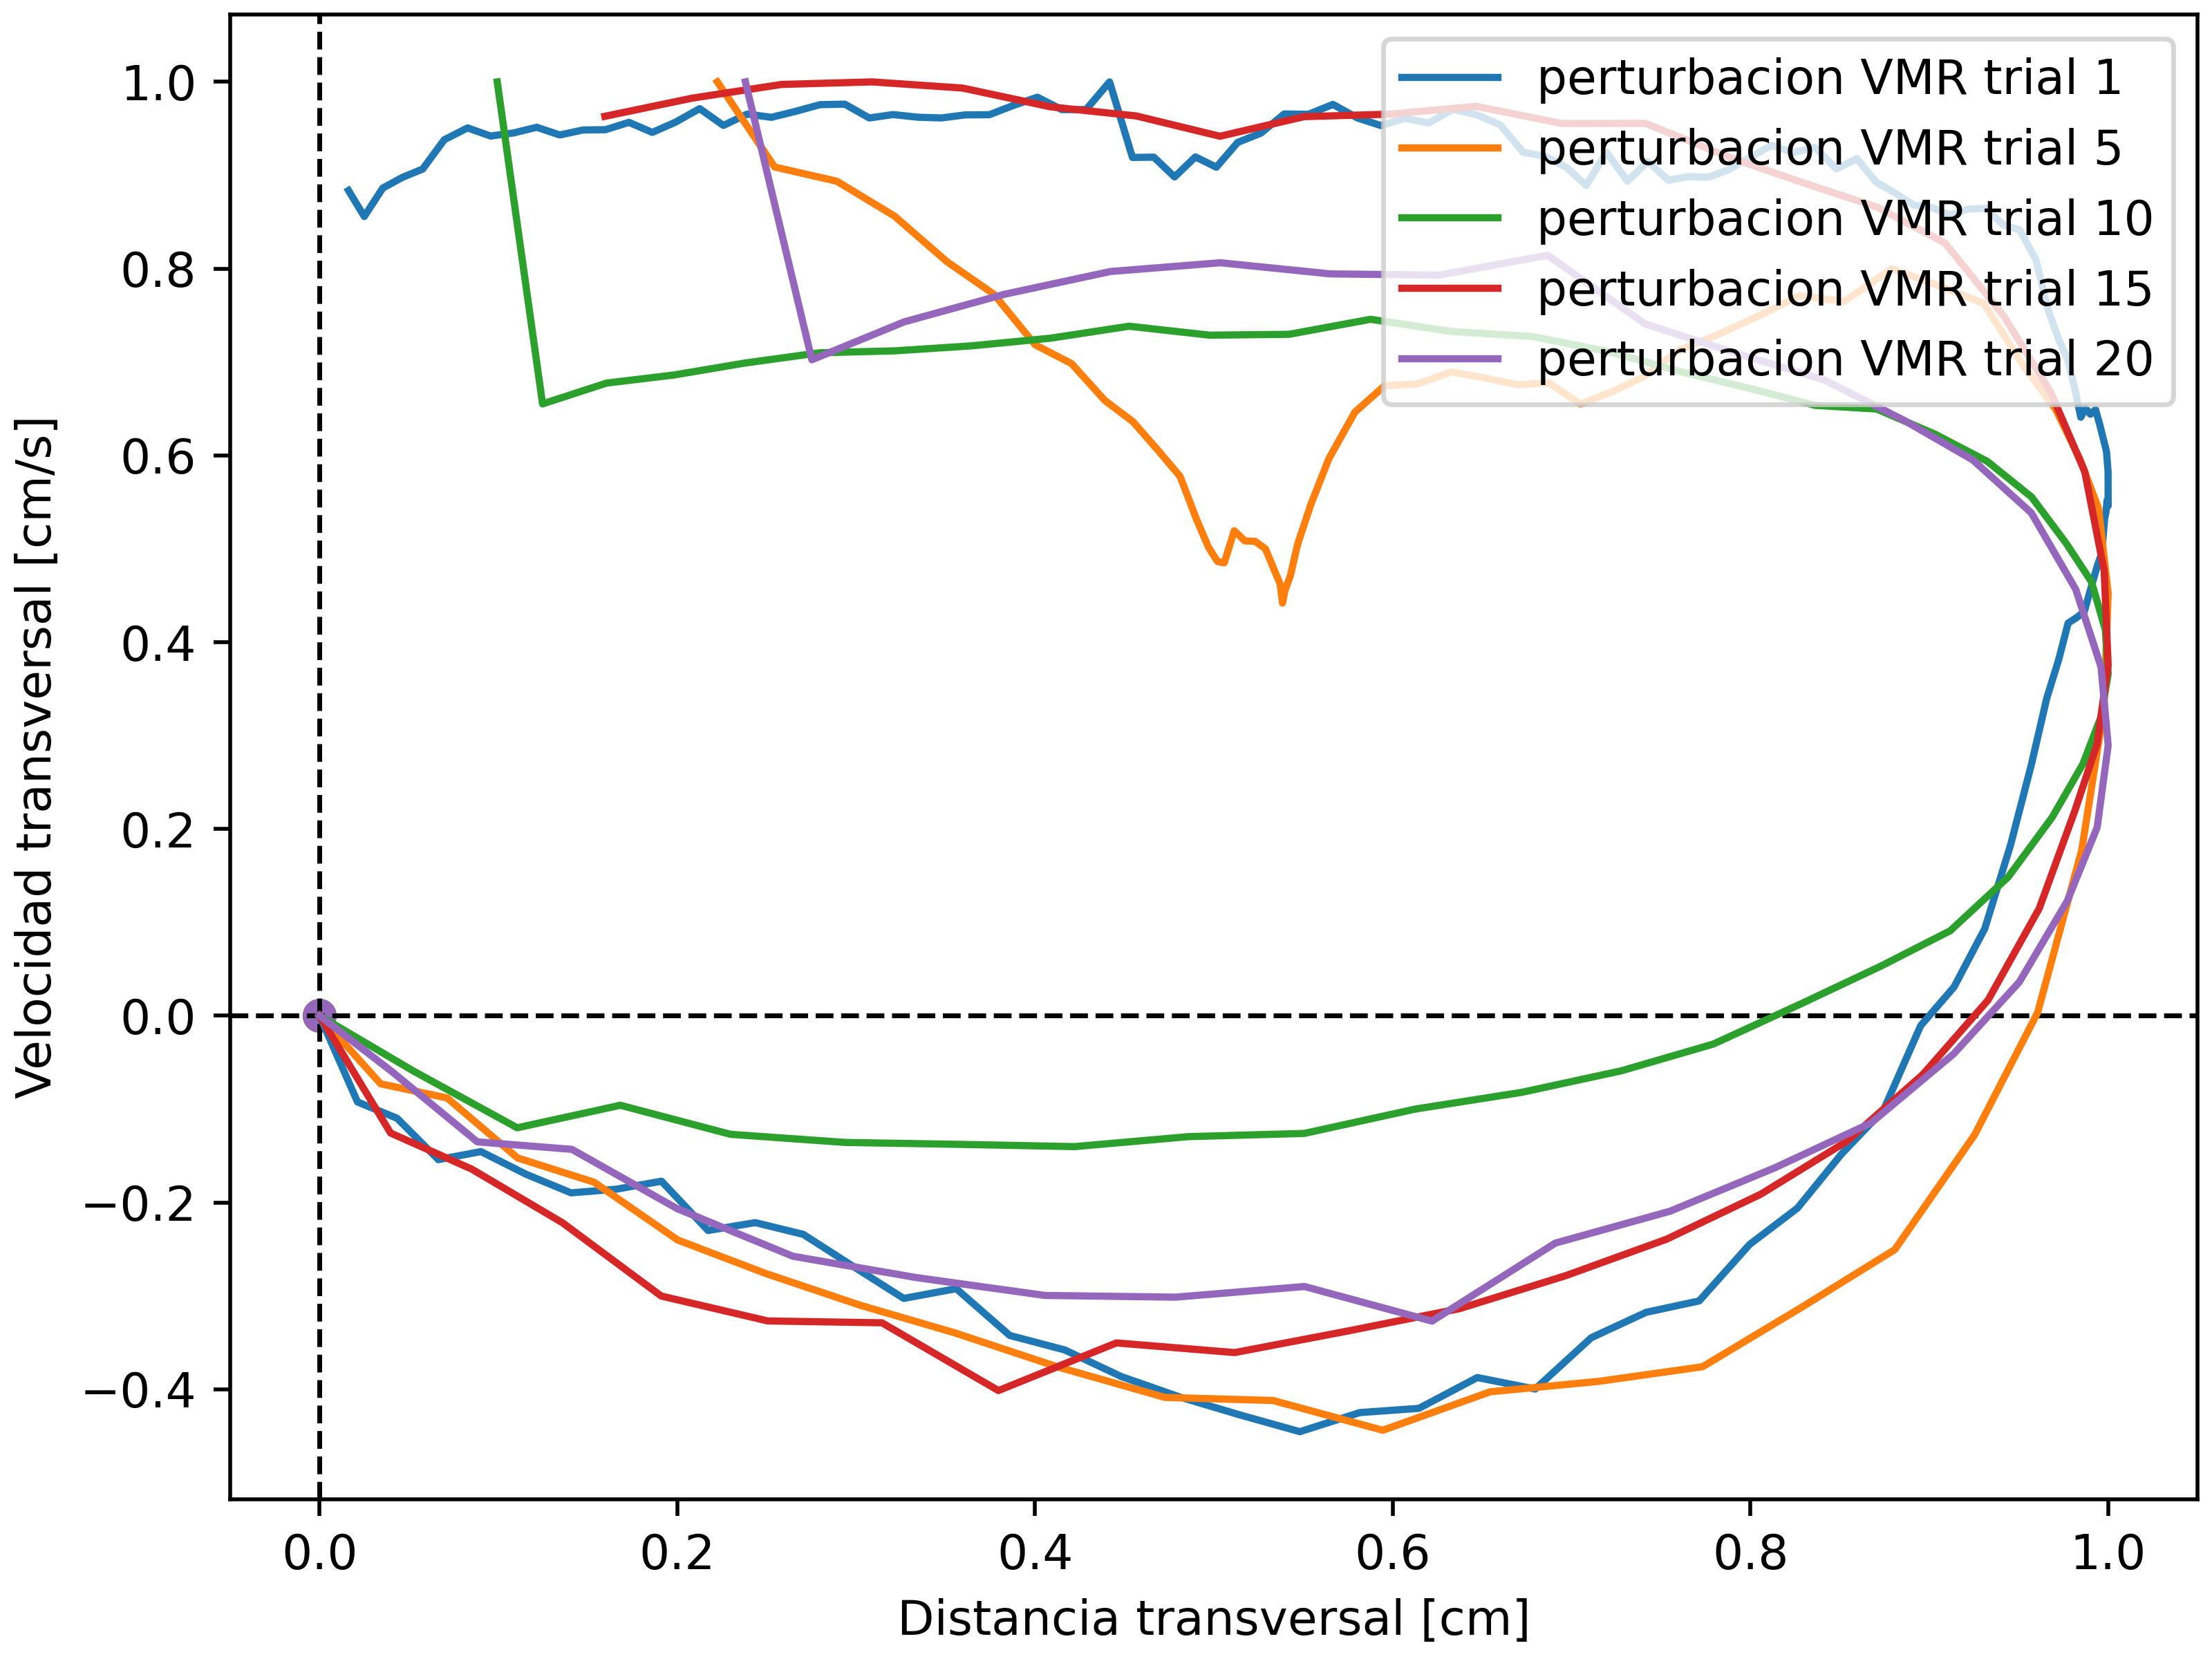 perturbacion VMR trial 1
perturbacion VMR trial 5
perturbacion VMR trial 10
perturbacion VMR trial 15
perturbacion VMR trial 20
Velocidad transversal [cm/s]
1.0
0.8
0.6
0.4
0.2
0.0
−0.2
−0.4
0.0 0.2 0.4 0.6 0.8 1.0
Distancia transversal [cm]